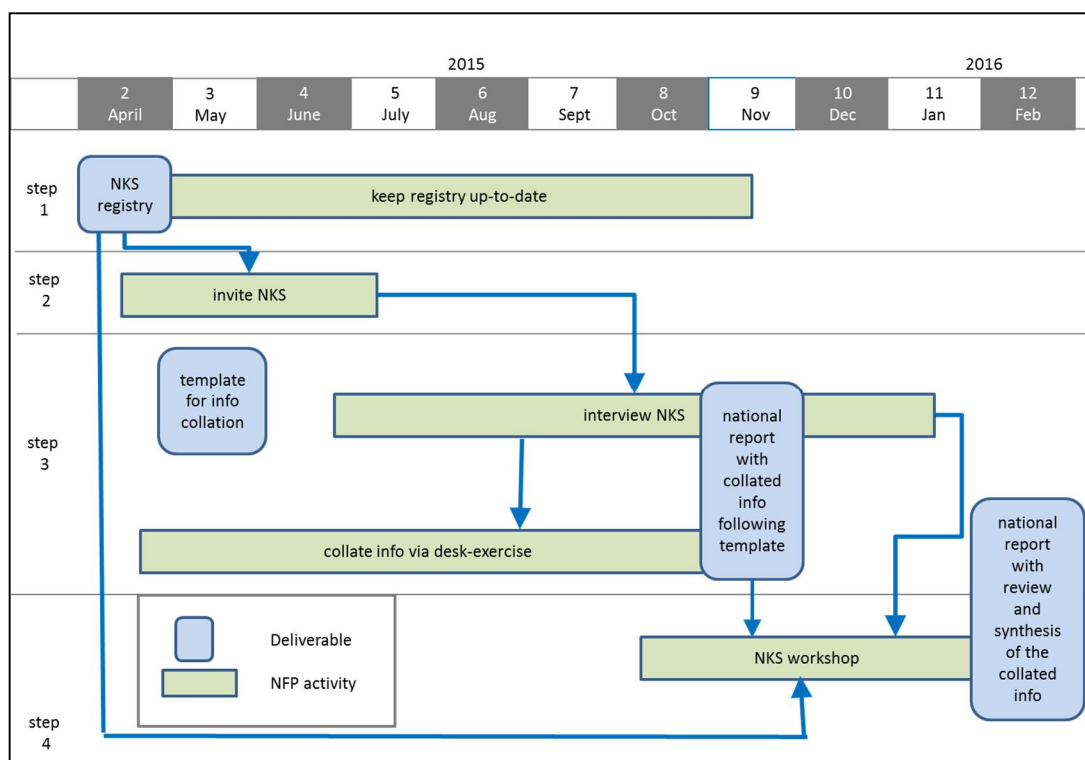 2015
2016
2
April
3
May
4
June
5
July
6
Aug
7
Sept
8
Oct
9
Nov
10
Dec
11
Jan
12
Feb
step
1
NKS
registry
keep registry up-to-date
step
2
invite NKS
step
3
template
for info
collation
interview NKS
national
report
with
collated
info
following
template
collate info via desk-exercise
national
report
with
review
and
synthesis
of the
collated
info
step
4
Deliverable
NFP activity
NKS workshop